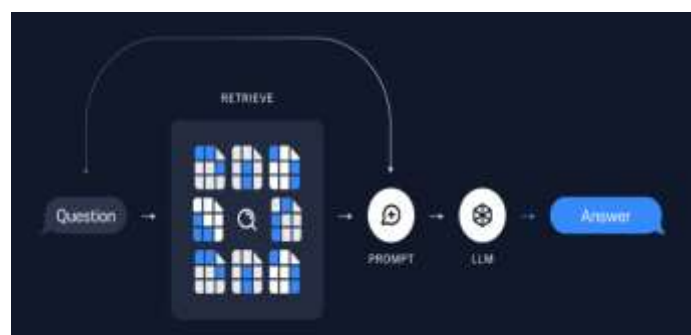 RETRIEVE
Question
Answer
PROMPT
LLM